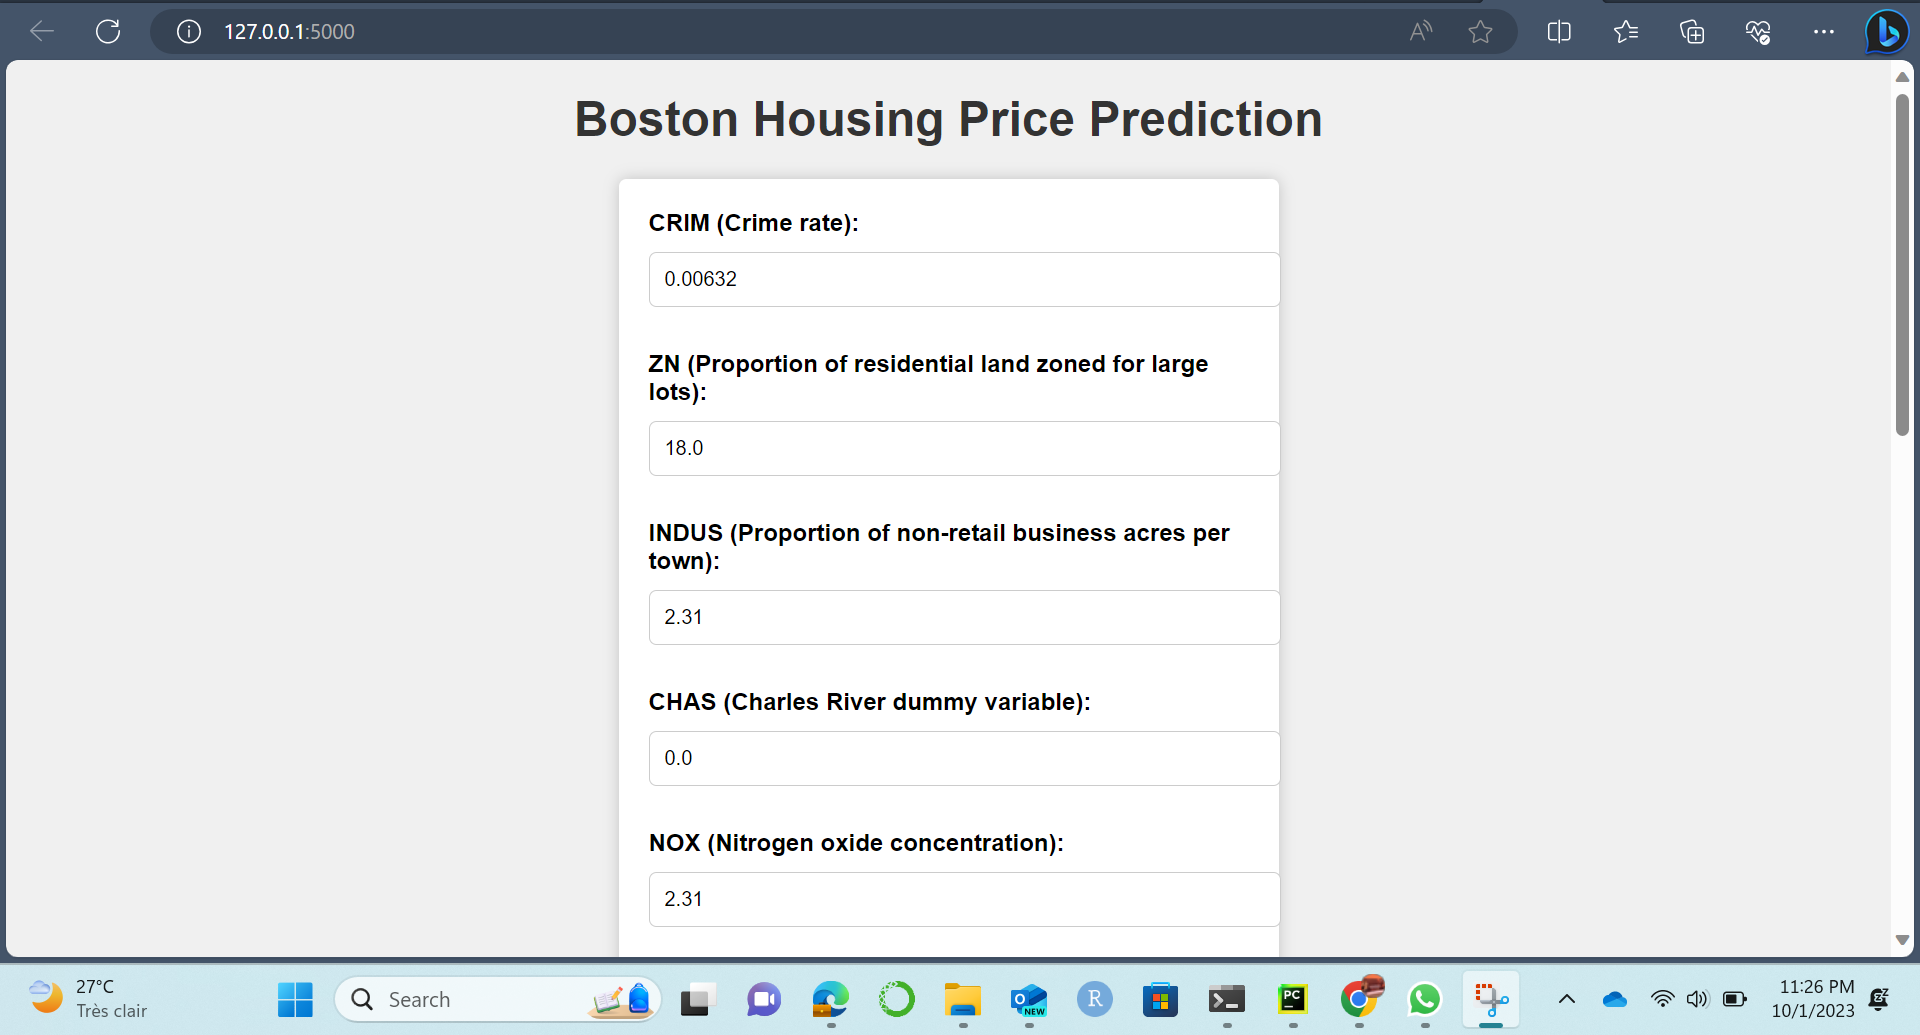 127.0.0.1:5000
Boston Housing Price Prediction
CRIM (Crime rate):
0.00632
ZN (Proportion of residential land zoned for large
lots):
18.0
INDUS (Proportion of non-retail business acres per
town):
2.31
CHAS (Charles River dummy variable):
0.0
NOX (Nitrogen oxide concentration):
2.31
27°C
Très clair
Search
NEW
R
PC
11:26 PM
10/1/2023